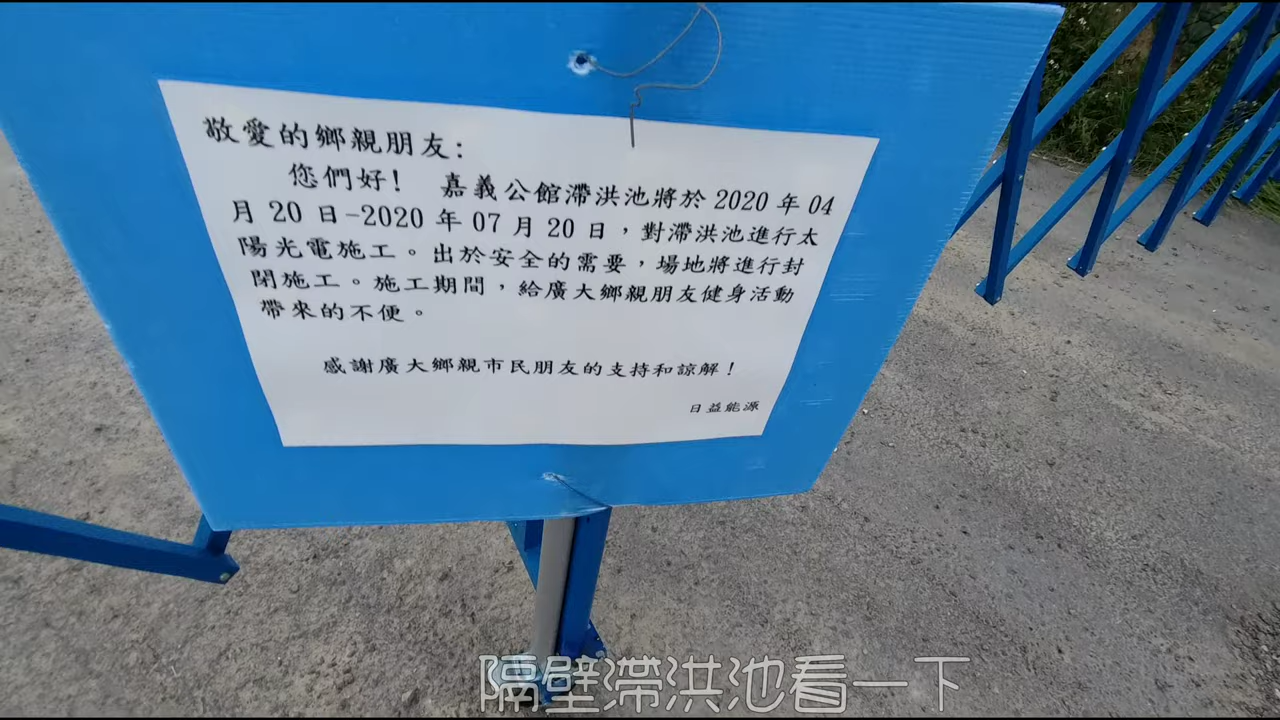 敬愛的鄉親朋友:
您們好! 嘉義公館滯洪池將於 2020 年 04
月 20 日-2020 年 07 月 20 日,對滯洪池進行太
陽光電施工。出於安全的需要,場地將進行封
閉施工。施工期間,給廣大鄉親朋友健身活動
帶來的不便。
感謝廣大鄉親市民朋友的支持和諒解!
日益能源
隔壁滯洪池看一下